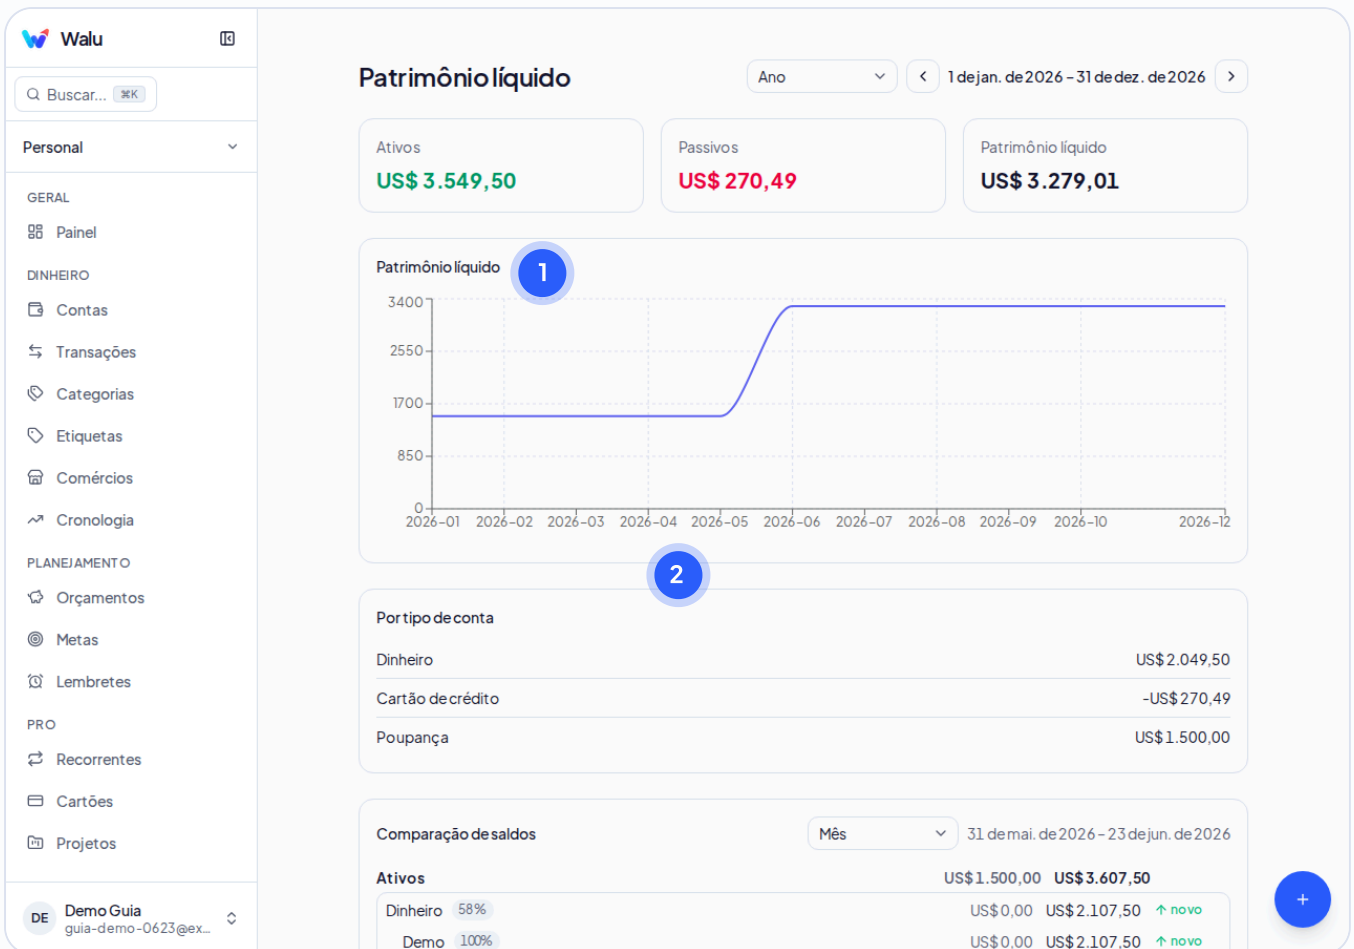 Walu
Buscar... ⌘K
Personal
GERAL
Painel
DINHEIRO
Contas
Transações
Categorias
Etiquetas
Comércios
Cronologia
PLANEJAMENTO
Orçamentos
Metas
Lembretes
PRO
Recorrentes
Cartões
Projetos
DE
Demo Guia
guia-demo-0623@ex...
Patrimônio líquido
Ano
1 de jan. de 2026 – 31 de dez. de 2026
Ativos
US$ 3.549,50
Passivos
US$ 270,49
Patrimônio líquido
US$ 3.279,01
Patrimônio líquido
1
3400
2550
1700
850
0
2026-01 2026-02 2026-03 2026-04 2026-05 2026-06 2026-07 2026-08 2026-09 2026-10 2026-12
2
Por tipo de conta
Dinheiro US$ 2.049,50
Cartão de crédito -US$ 270,49
Poupança US$ 1.500,00
Comparação de saldos Mês 31 de mai. de 2026 – 23 de jun. de 2026
Ativos US$ 1.500,00 US$ 3.607,50
Dinheiro 58% US$ 0,00 US$ 2.107,50 ↑ novo
Demo 100% US$ 0,00 US$ 2.107,50 ↑ novo
+